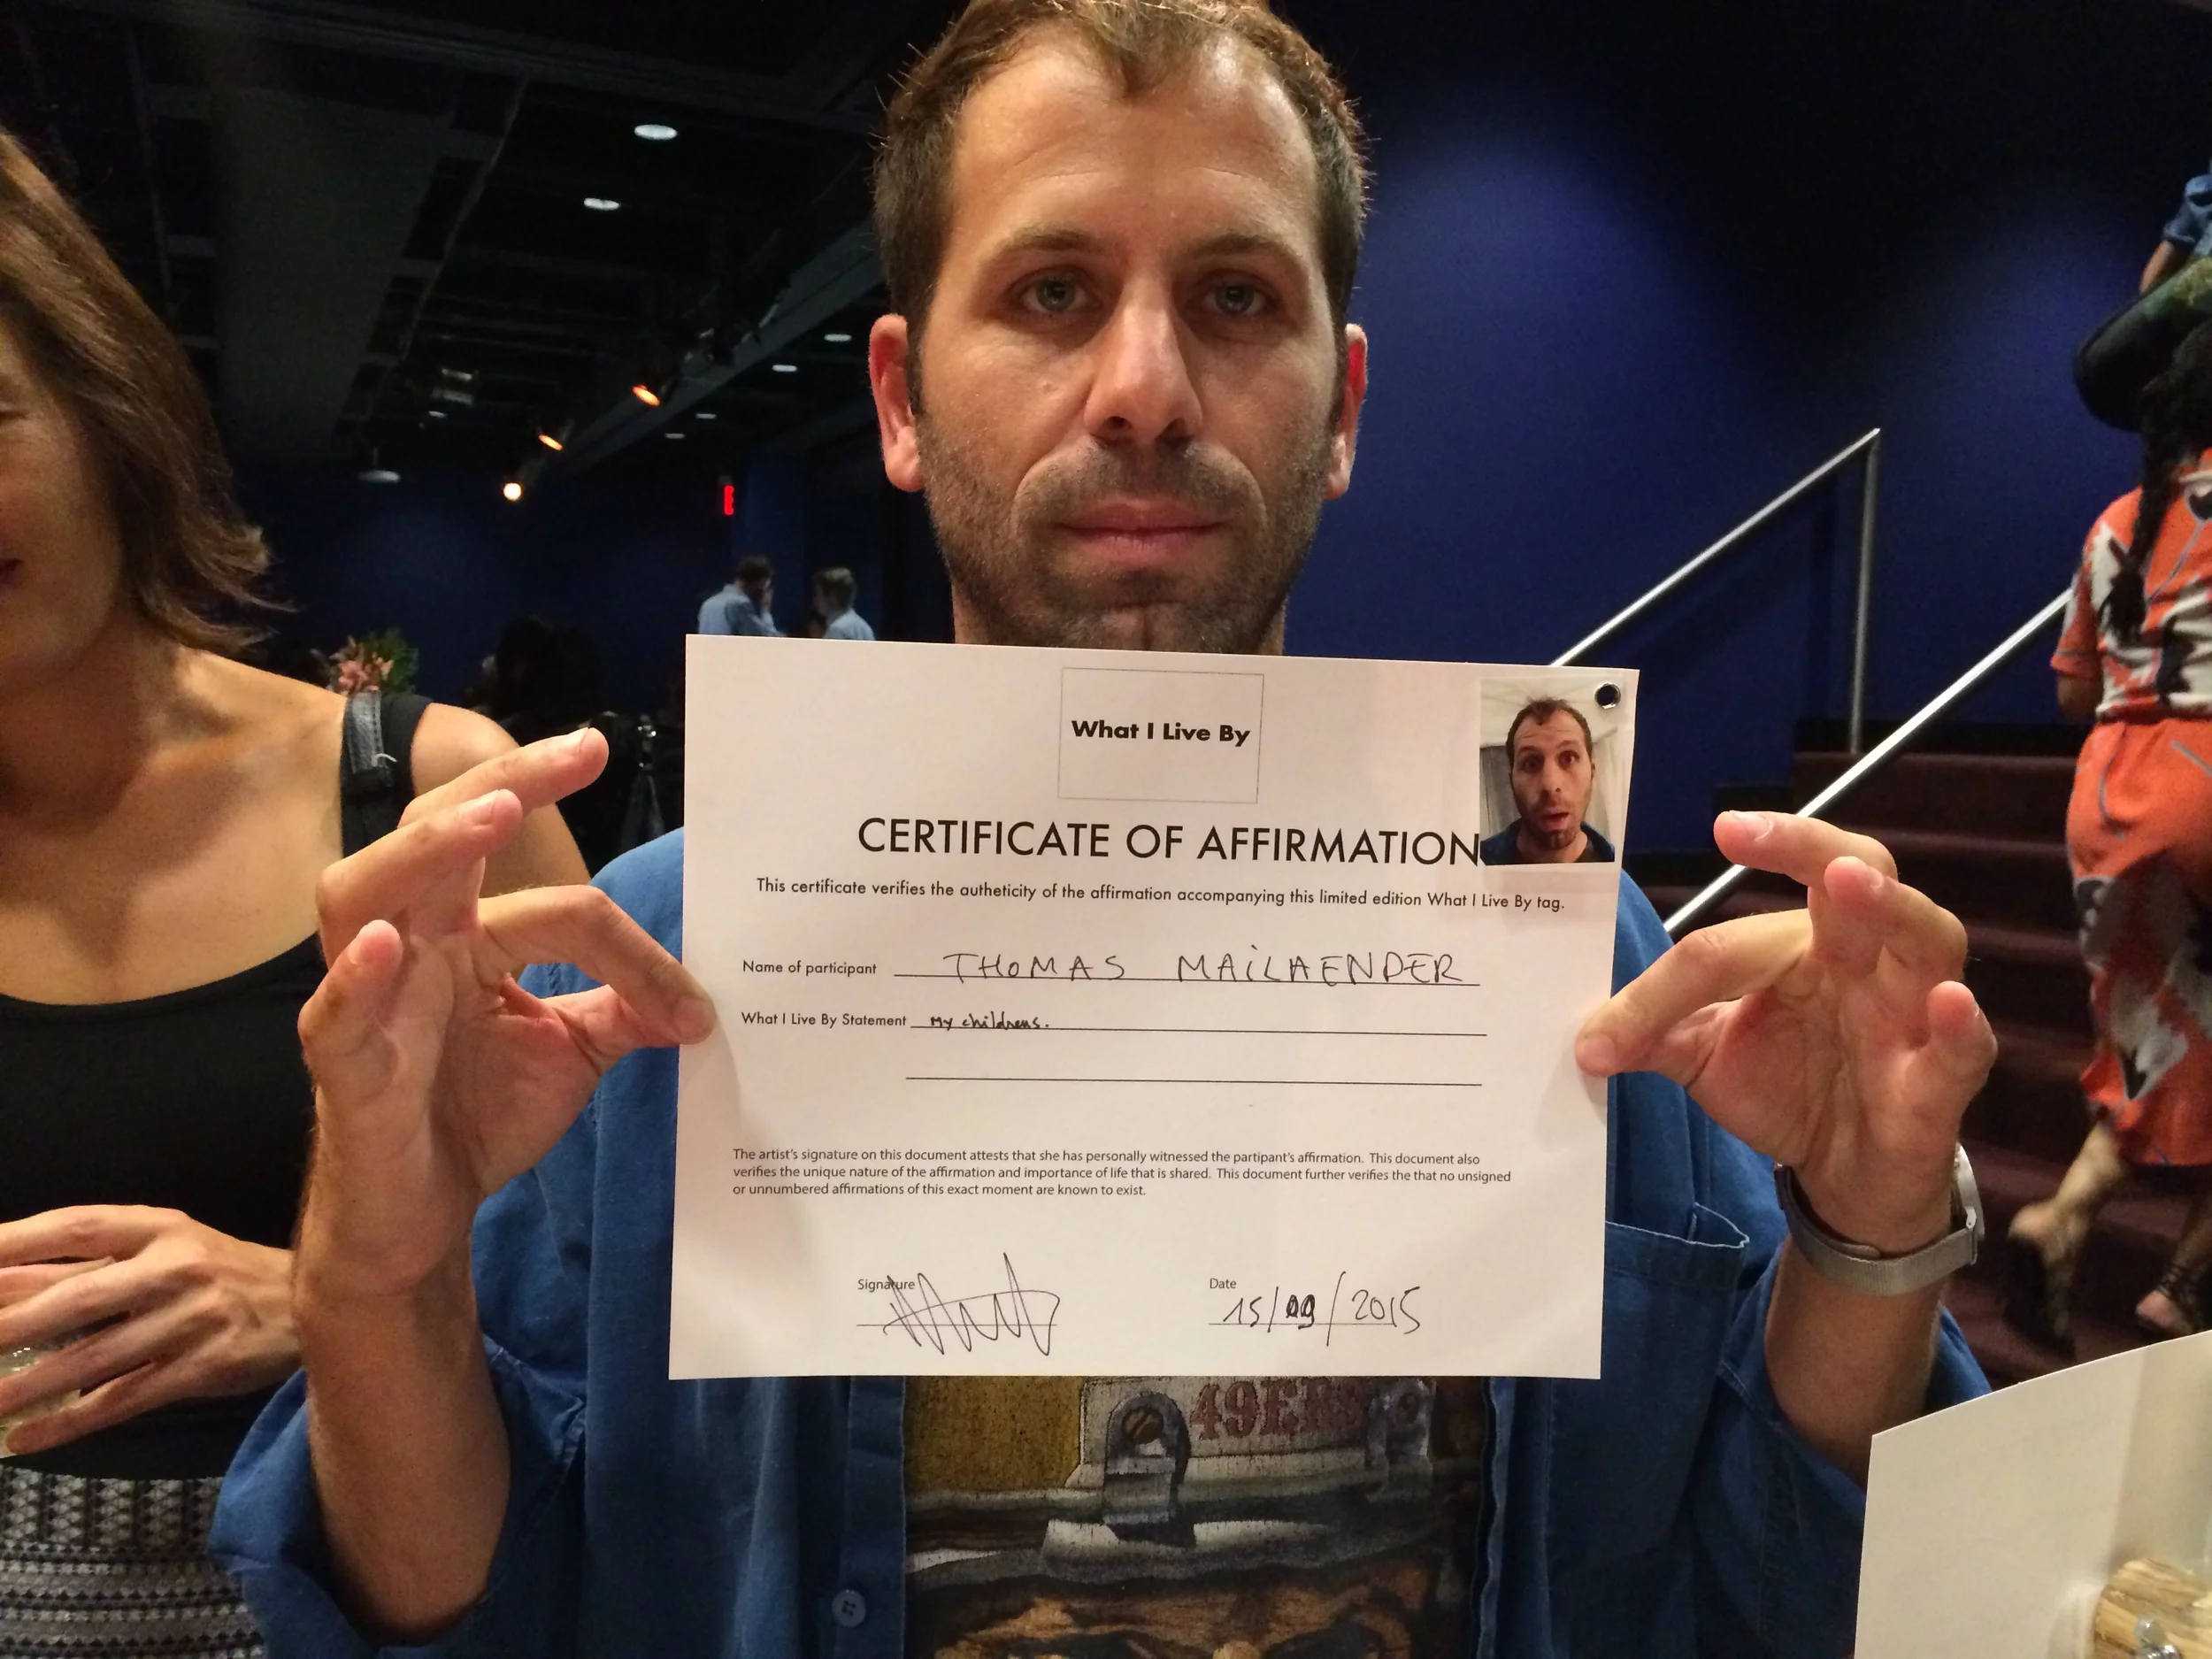 What I Live By
CERTIFICATE OF AFFIRMATION
This certificate verifies the autheticity of the affirmation accompanying this limited edition What I Live By tag.
Name of participant THOMAS MAiLAENDER
What I Live By Statement My childrens.
The artist's signature on this document attests that she has personally witnessed the partipant's affirmation. This document also
verifies the unique nature of the affirmation and importance of life that is shared. This document further verifies the that no unsigned
or unnumbered affirmations of this exact moment are known to exist.
Signature
Date
15/09/2015
49ERS